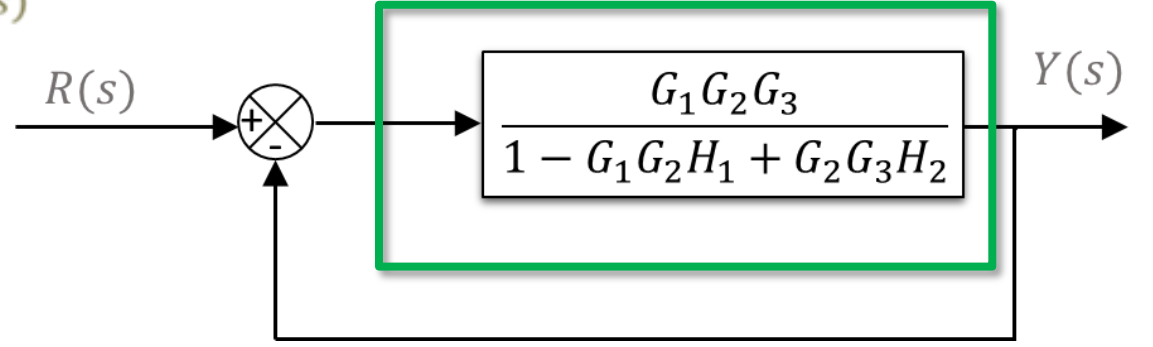 s)
R(s)
+
-
G₁G₂G₃
1 − G₁G₂H₁ + G₂G₃H₂
Y(s)